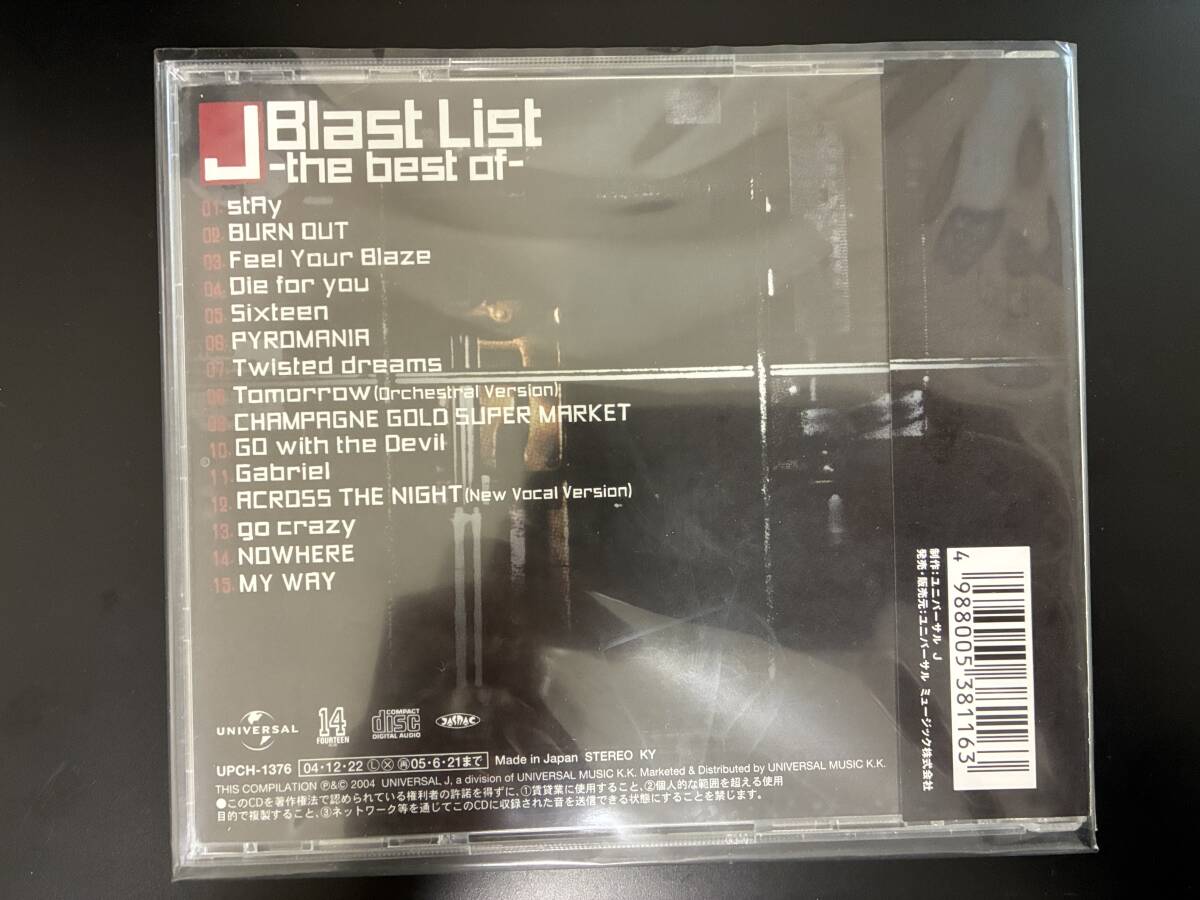 J Blast List
-the best of-
01. stAy
02. BURN OUT
03. Feel Your Blaze
04. Die for you
05. Sixteen
06. PYROMANIA
07. Twisted dreams
08. Tomorrow (Orchestral Version)
09. CHAMPAGNE GOLD SUPER MARKET
10. GO with the Devil
11. Gabriel
12. ACROSS THE NIGHT (New Vocal Version)
13. go crazy
14. NOWHERE
15. MY WAY
UNIVERSAL
14
FOURTEEN
COMPACT
disc
DIGITAL AUDIO
JASRAC
UPCH-1376 04・12・22 Ⓛ Ⓧ ㊞05・6・21まで Made in Japan STEREO KY
THIS COMPILATION Ⓟ&© 2004 UNIVERSAL J, a division of UNIVERSAL MUSIC K.K. Marketed & Distributed by UNIVERSAL MUSIC K.K.
●このCDを著作権法で認められている権利者の許諾を得ずに、①賃貸業に使用すること、②個人的な範囲を超える使用
目的で複製すること、③ネットワーク等を通じてこのCDに収録された音を送信できる状態にすることを禁じます。
4 988005 381163
制作:ユニバーサル J
発売・販売元:ユニバーサル ミュージック株式会社